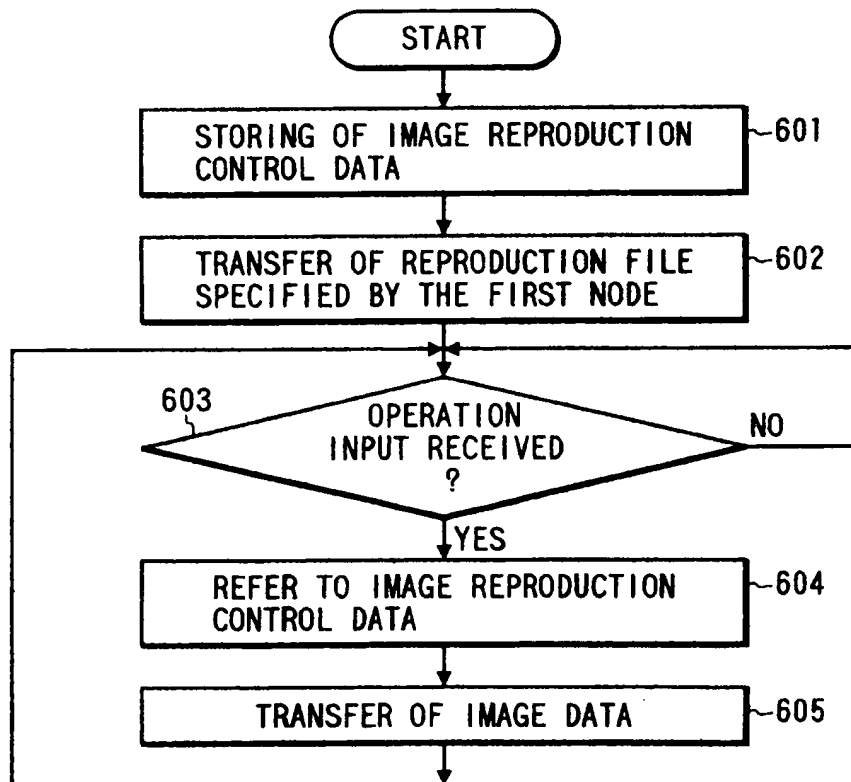 START
STORING OF IMAGE REPRODUCTION
CONTROL DATA
601
TRANSFER OF REPRODUCTION FILE
SPECIFIED BY THE FIRST NODE
602
603
OPERATION
INPUT RECEIVED
?
NO
YES
REFER TO IMAGE REPRODUCTION
CONTROL DATA
604
TRANSFER OF IMAGE DATA
605